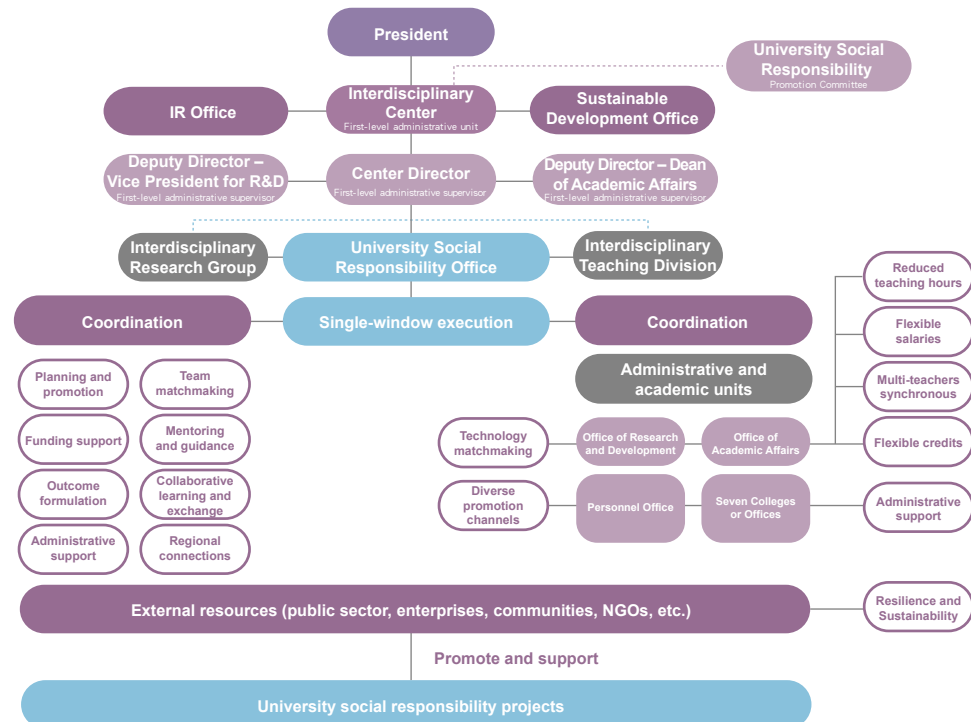 President
University Social
Responsibility
Promotion Committee
IR Office
Interdisciplinary
Center
First-level administrative unit
Sustainable
Development Office
Deputy Director –
Vice President for R&D
First-level administrative supervisor
Center Director
First-level administrative supervisor
Deputy Director – Dean
of Academic Affairs
First-level administrative supervisor
Interdisciplinary
Research Group
University Social
Responsibility Office
Interdisciplinary
Teaching Division
Coordination
Single-window execution
Coordination
Planning and
promotion
Team
matchmaking
Funding support
Mentoring
and guidance
Outcome
formulation
Collaborative
learning and
exchange
Administrative
support
Regional
connections
Administrative and
academic units
Technology
matchmaking
Office of Research
and Development
Office of
Academic Affairs
Reduced
teaching hours
Flexible
salaries
Multi-teachers
synchronous
Flexible credits
Diverse
promotion
channels
Personnel Office
Seven Colleges
or Offices
Administrative
support
External resources (public sector, enterprises, communities, NGOs, etc.)
Resilience and
Sustainability
Promote and support
University social responsibility projects